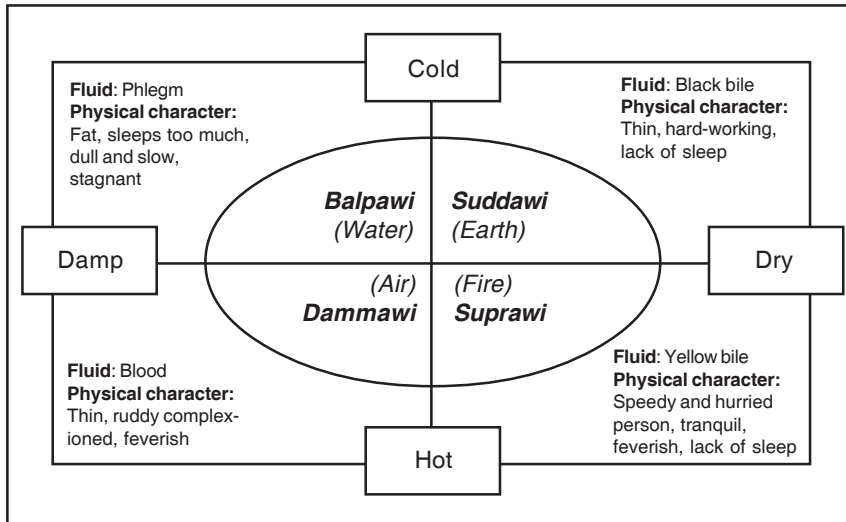 Cold
Fluid: Phlegm
Physical character:
Fat, sleeps too much,
dull and slow,
stagnant
Fluid: Black bile
Physical character:
Thin, hard-working,
lack of sleep
Balpawi
(Water)
Suddawi
(Earth)
Damp
Dry
(Air)
Dammawi
(Fire)
Suprawi
Fluid: Blood
Physical character:
Thin, ruddy complex-
ioned, feverish
Fluid: Yellow bile
Physical character:
Speedy and hurried
person, tranquil,
feverish, lack of sleep
Hot